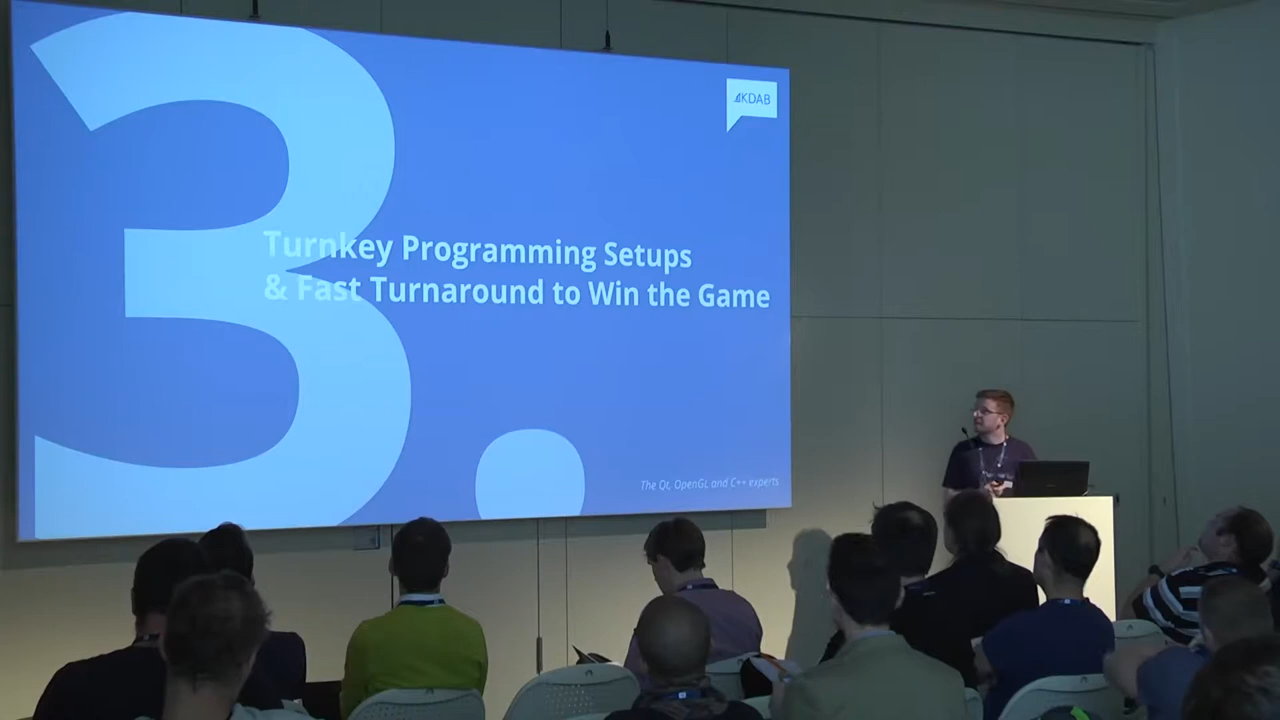 3.
KDAB
Turnkey Programming Setups
& Fast Turnaround to Win the Game
The Qt, OpenGL and C++ experts